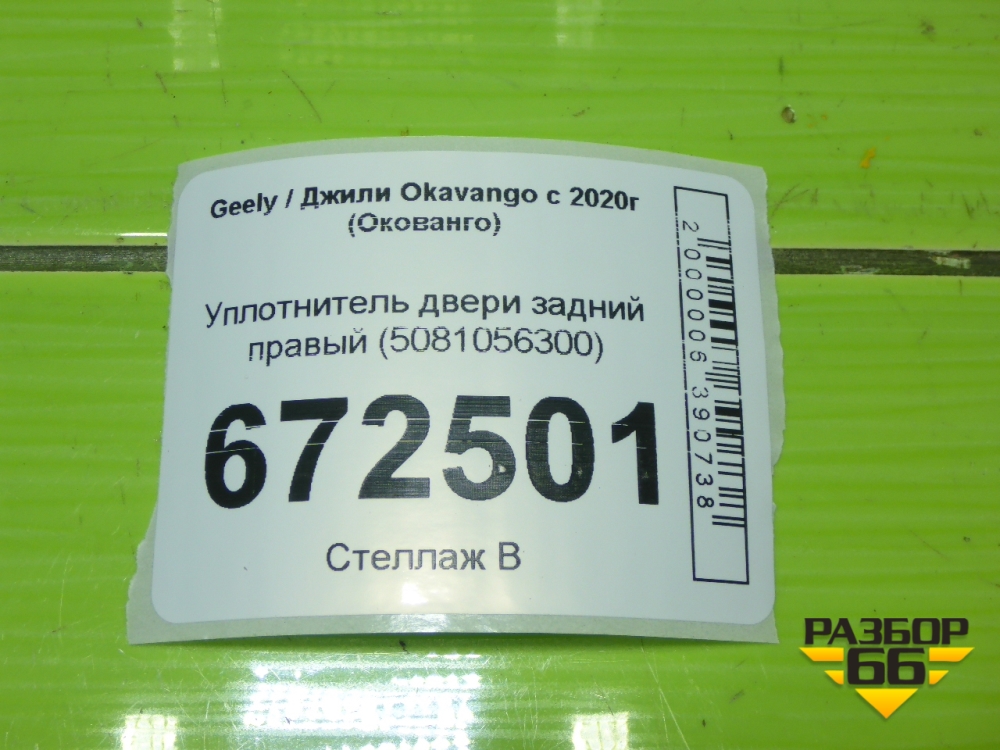 Geely / Джили Okavango с 2020г
(Окованго)
Уплотнитель двери задний
правый (5081056300)
672501
Стеллаж В
2000006390738
РАЗБОР
66